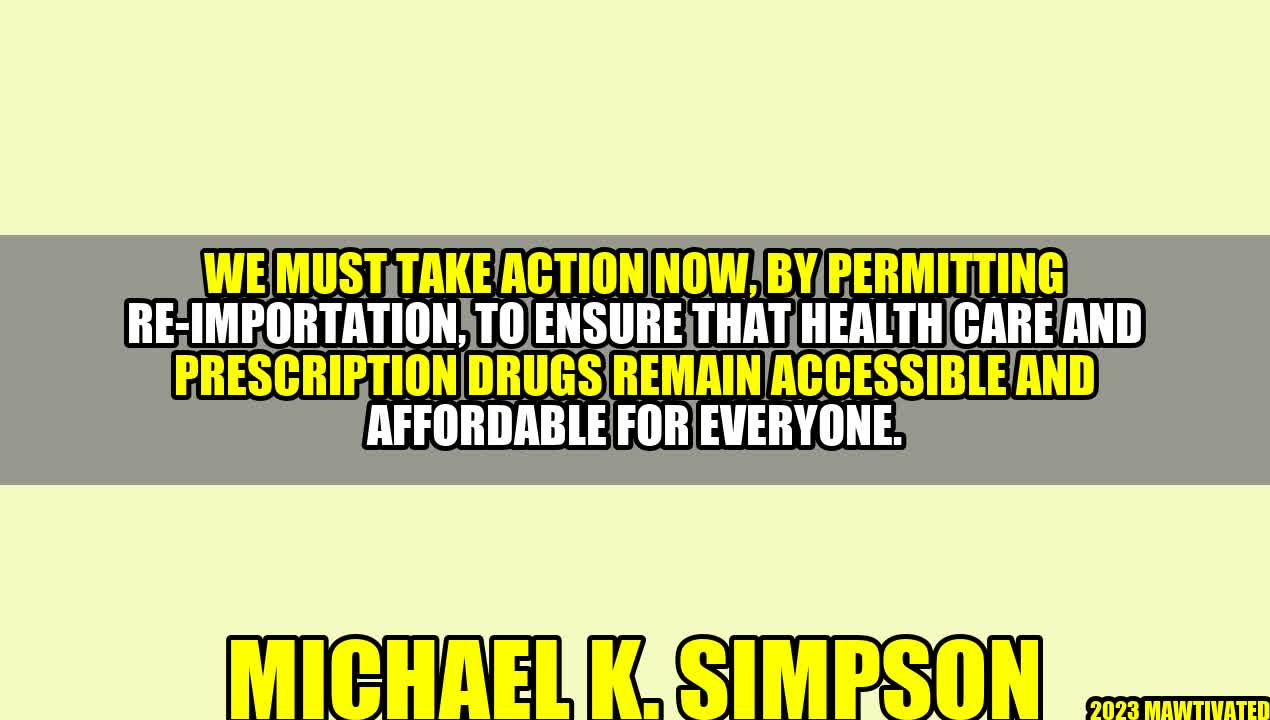 WE MUST TAKE ACTION NOW, BY PERMITTING
RE-IMPORTATION, TO ENSURE THAT HEALTH CARE AND
PRESCRIPTION DRUGS REMAIN ACCESSIBLE AND
AFFORDABLE FOR EVERYONE.
MICHAEL K. SIMPSON
2023 MAWTIVATED